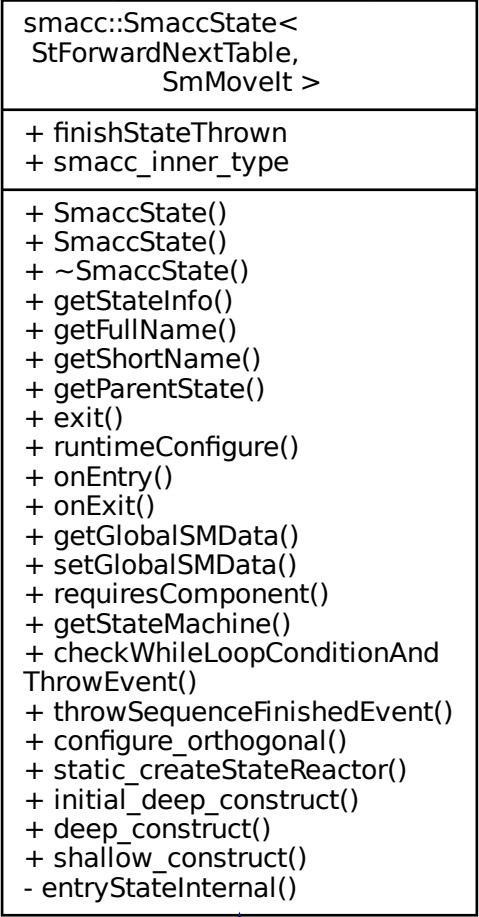 smacc::SmaccState<
StForwardNextTable,
SmMoveIt >
+ finishStateThrown
+ smacc_inner_type
+ SmaccState()
+ SmaccState()
+ ~SmaccState()
+ getStateInfo()
+ getFullName()
+ getShortName()
+ getParentState()
+ exit()
+ runtimeConfigure()
+ onEntry()
+ onExit()
+ getGlobalSMData()
+ setGlobalSMData()
+ requiresComponent()
+ getStateMachine()
+ checkWhileLoopConditionAnd
ThrowEvent()
+ throwSequenceFinishedEvent()
+ configure_orthogonal()
+ static_createStateReactor()
+ initial_deep_construct()
+ deep_construct()
+ shallow_construct()
- entryStateInternal()